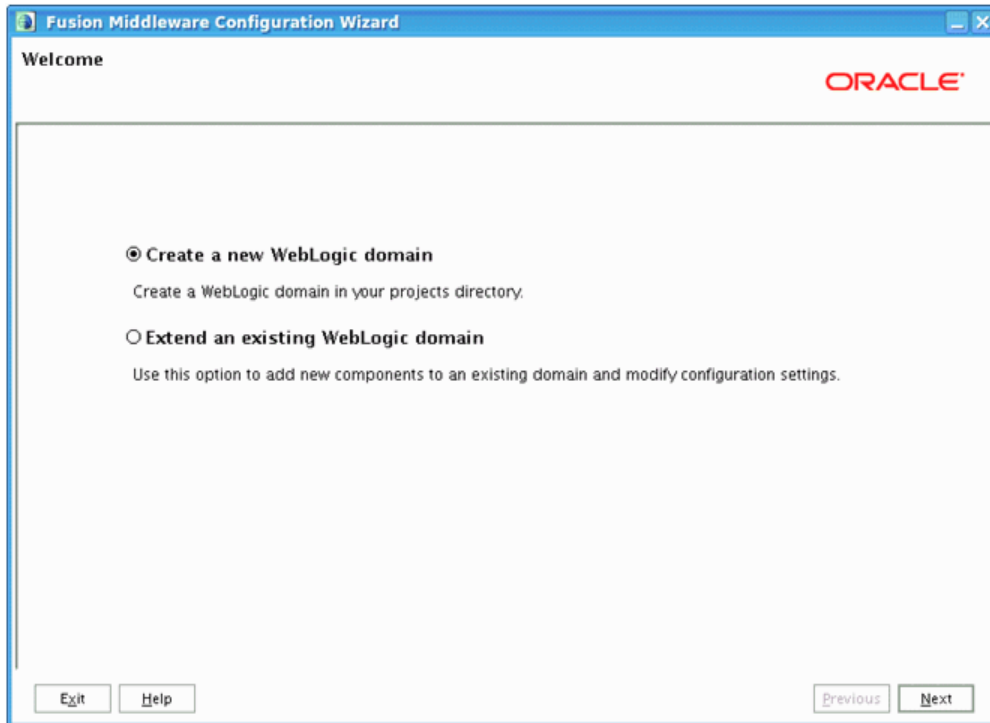 Fusion Middleware Configuration Wizard
Welcome
ORACLE
Create a new WebLogic domain
Create a WebLogic domain in your projects directory.
Extend an existing WebLogic domain
Use this option to add new components to an existing domain and modify configuration settings.
Exit
Help
Previous
Next